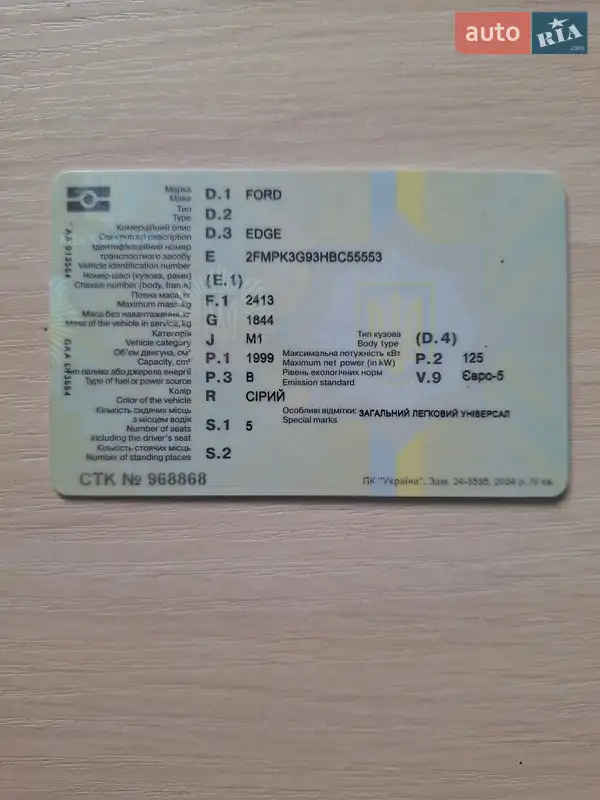 auto RIA .com
Марка D.1 FORD
Make
Тип D.2
Type
Комерційний опис D.3 EDGE
Commercial description
Ідентифікаційний номер
транспортного засобу E 2FMPK3G93HBC55553
Vehicle identification number
Номер шасі (кузова, рами) (E.1)
Chassis number (body, frame)
Повна маса, кг F.1 2413
Maximum mass, kg
Маса без навантаження, кг G 1844
Mass of the vehicle in service, kg
Категорія J M1 Тип кузова (D.4)
Vehicle category Body type
Об'єм двигуна, см³ P.1 1999 Максимальна потужність кВт P.2 125
Capacity, cm³ Maximum net power (in kW)
Тип палива або джерела енергії P.3 B Рівень екологічних норм V.9 Євро-5
Type of fuel or power source Emission standard
Колір R СІРИЙ
Color of the vehicle
Кількість сидячих місць Особливі відмітки: ЗАГАЛЬНИЙ ЛЕГКОВИЙ УНІВЕРСАЛ
з місцем водія S.1 5 Special marks
Number of seats
including the driver's seat
Кількість стоячих місць S.2
Number of standing places
СТК № 968868
ПК "Україна". Зам. 24-3595. 2024 р. IV кв.